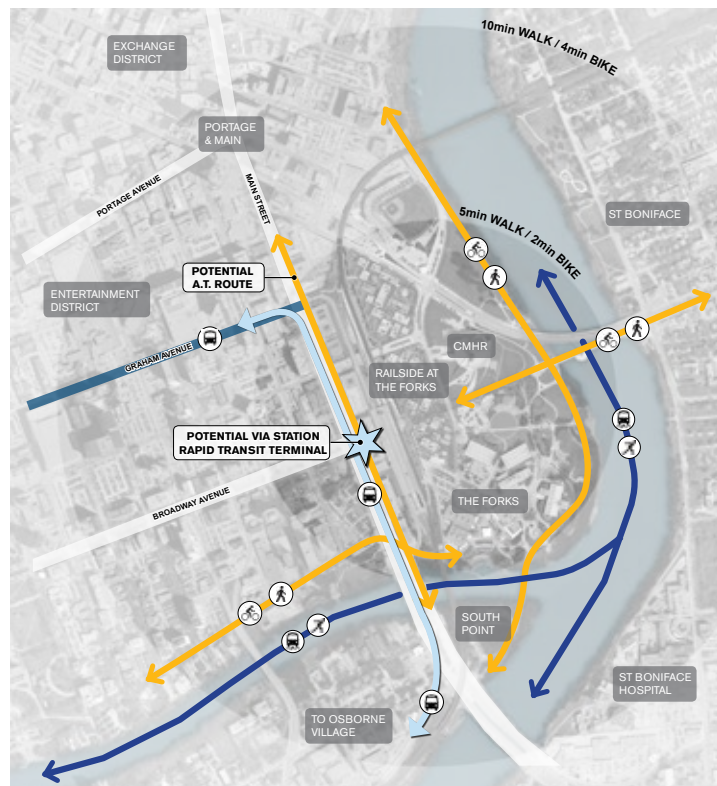 10min WALK / 4min BIKE
EXCHANGE
DISTRICT
PORTAGE
& MAIN
PORTAGE AVENUE
MAIN STREET
5min WALK / 2min BIKE
ST BONIFACE
POTENTIAL
A.T. ROUTE
ENTERTAINMENT
DISTRICT
GRAHAM AVENUE
CMHR
RAILSIDE AT
THE FORKS
POTENTIAL VIA STATION
RAPID TRANSIT TERMINAL
BROADWAY AVENUE
THE FORKS
SOUTH
POINT
ST BONIFACE
HOSPITAL
TO OSBORNE
VILLAGE